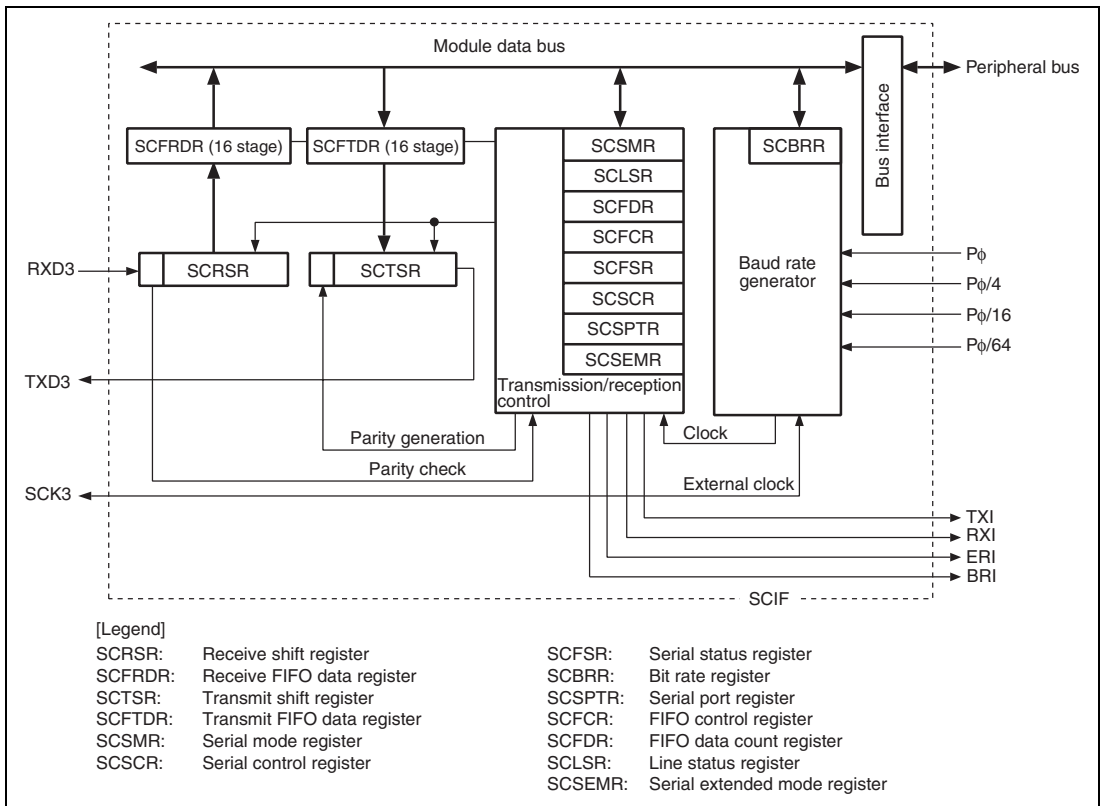 Module data bus
Peripheral bus
Bus interface
SCFRDR (16 stage)
SCFTDR (16 stage)
SCSMR
SCLSR
SCFDR
SCFCR
SCFSR
SCSCR
SCSPTR
SCSEMR
Transmission/reception
control
SCBRR
Baud rate
generator
RXD3
SCRSR
SCTSR
Pϕ
Pϕ/4
Pϕ/16
Pϕ/64
TXD3
Parity generation
Parity check
Clock
SCK3
External clock
TXI
RXI
ERI
BRI
SCIF
[Legend]
SCRSR: Receive shift register
SCFRDR: Receive FIFO data register
SCTSR: Transmit shift register
SCFTDR: Transmit FIFO data register
SCSMR: Serial mode register
SCSCR: Serial control register
SCFSR: Serial status register
SCBRR: Bit rate register
SCSPTR: Serial port register
SCFCR: FIFO control register
SCFDR: FIFO data count register
SCLSR: Line status register
SCSEMR: Serial extended mode register